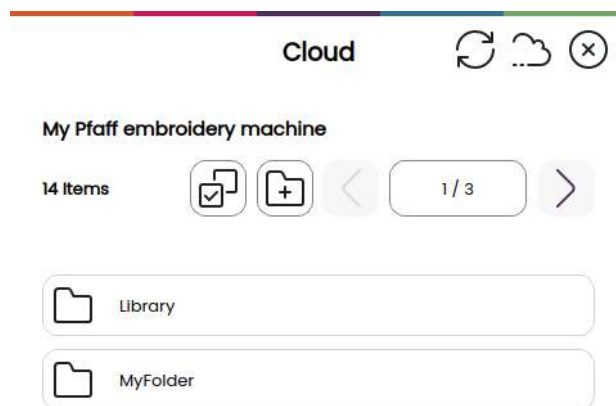 Cloud
My Pfaff embroidery machine
14 Items
1 / 3
Library
MyFolder